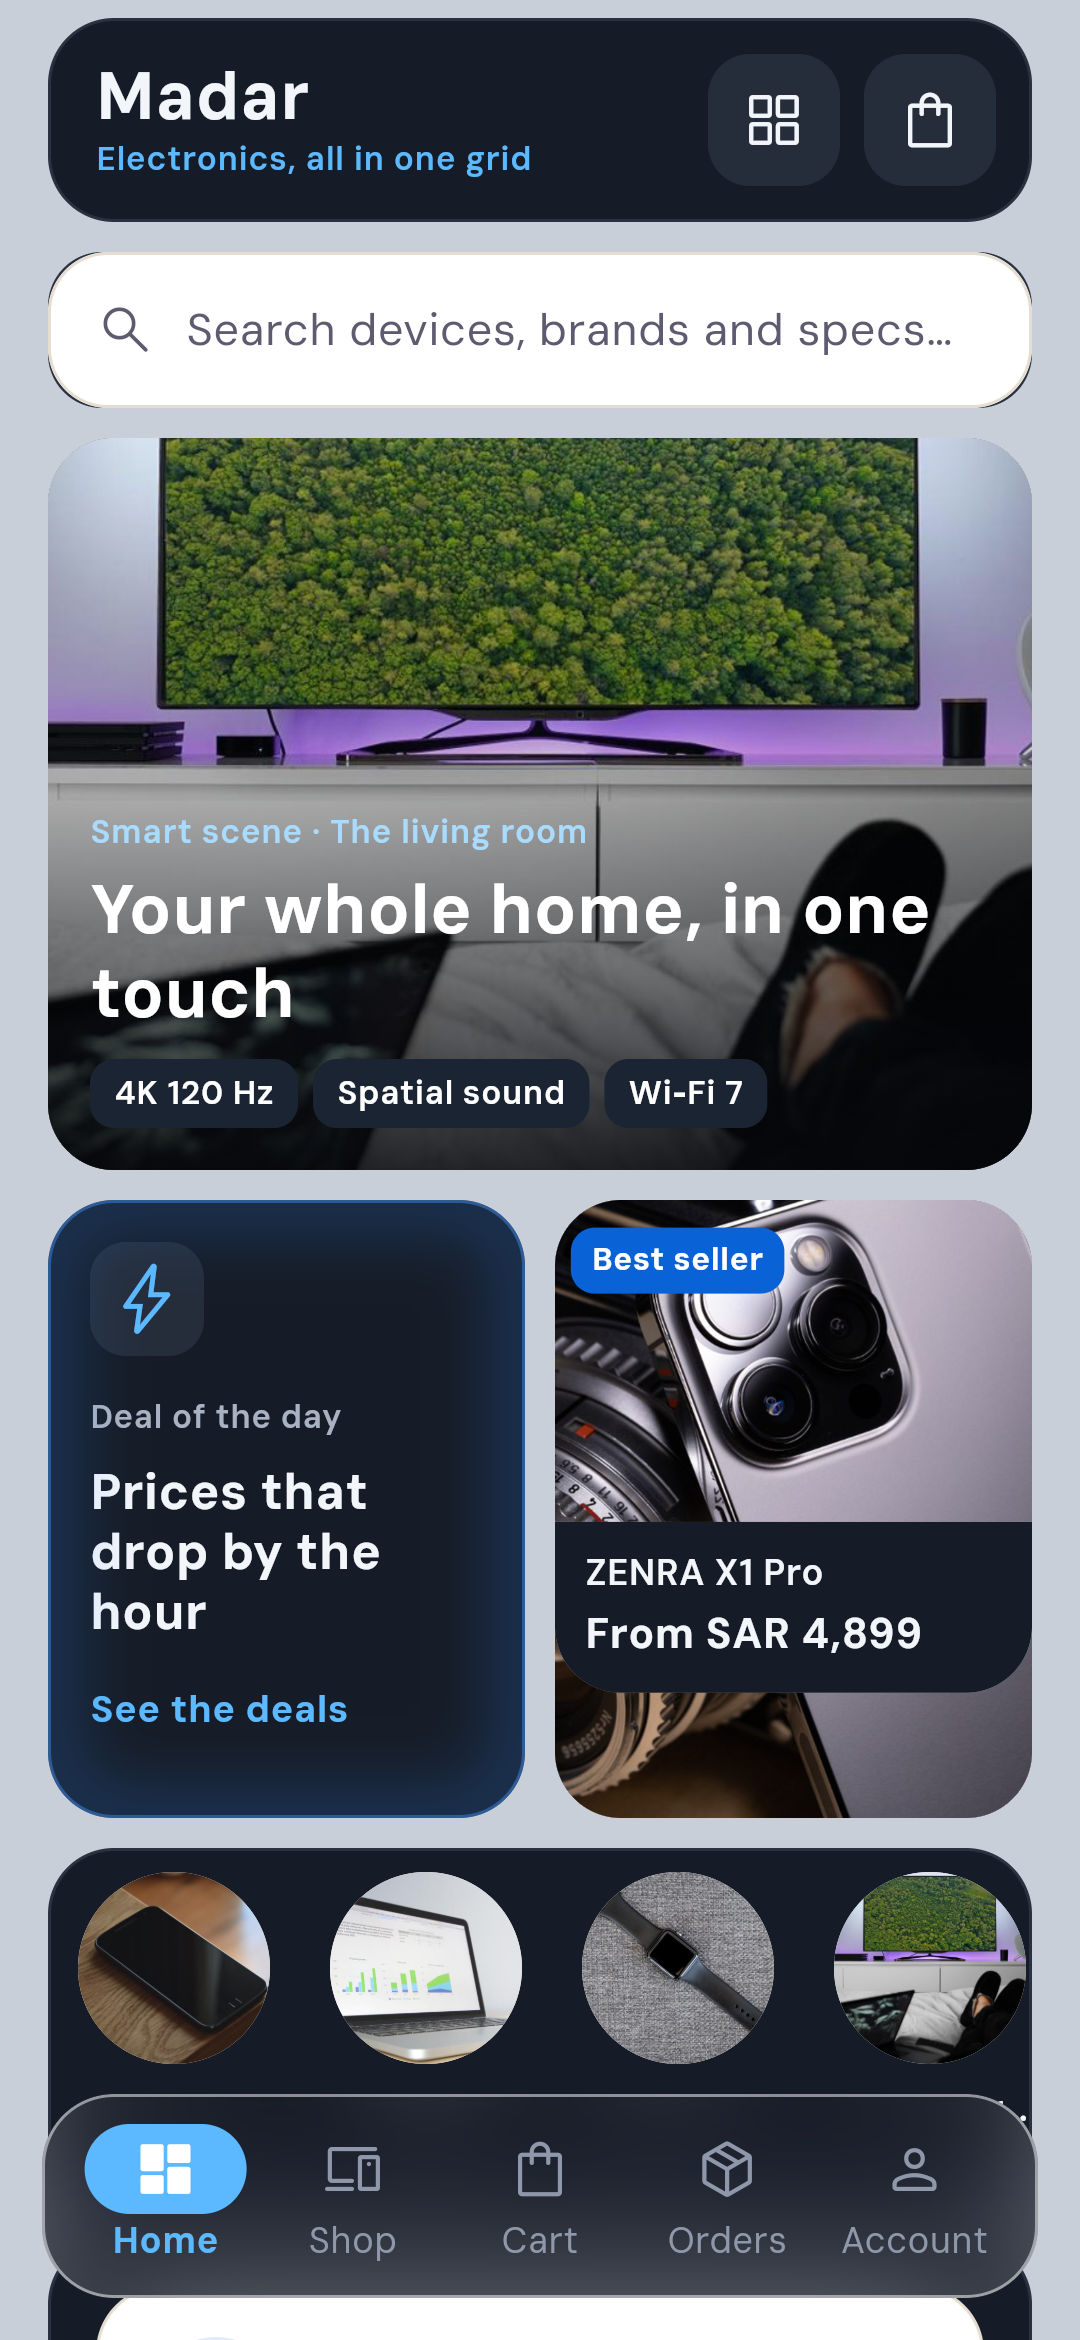 Madar
Electronics, all in one grid
Search devices, brands and specs...
Smart scene · The living room
Your whole home, in one
touch
4K 120 Hz
Spatial sound
Wi-Fi 7
Deal of the day
Prices that
drop by the
hour
See the deals
Best seller
ZENRA X1 Pro
From SAR 4,899
Home
Shop
Cart
Orders
Account